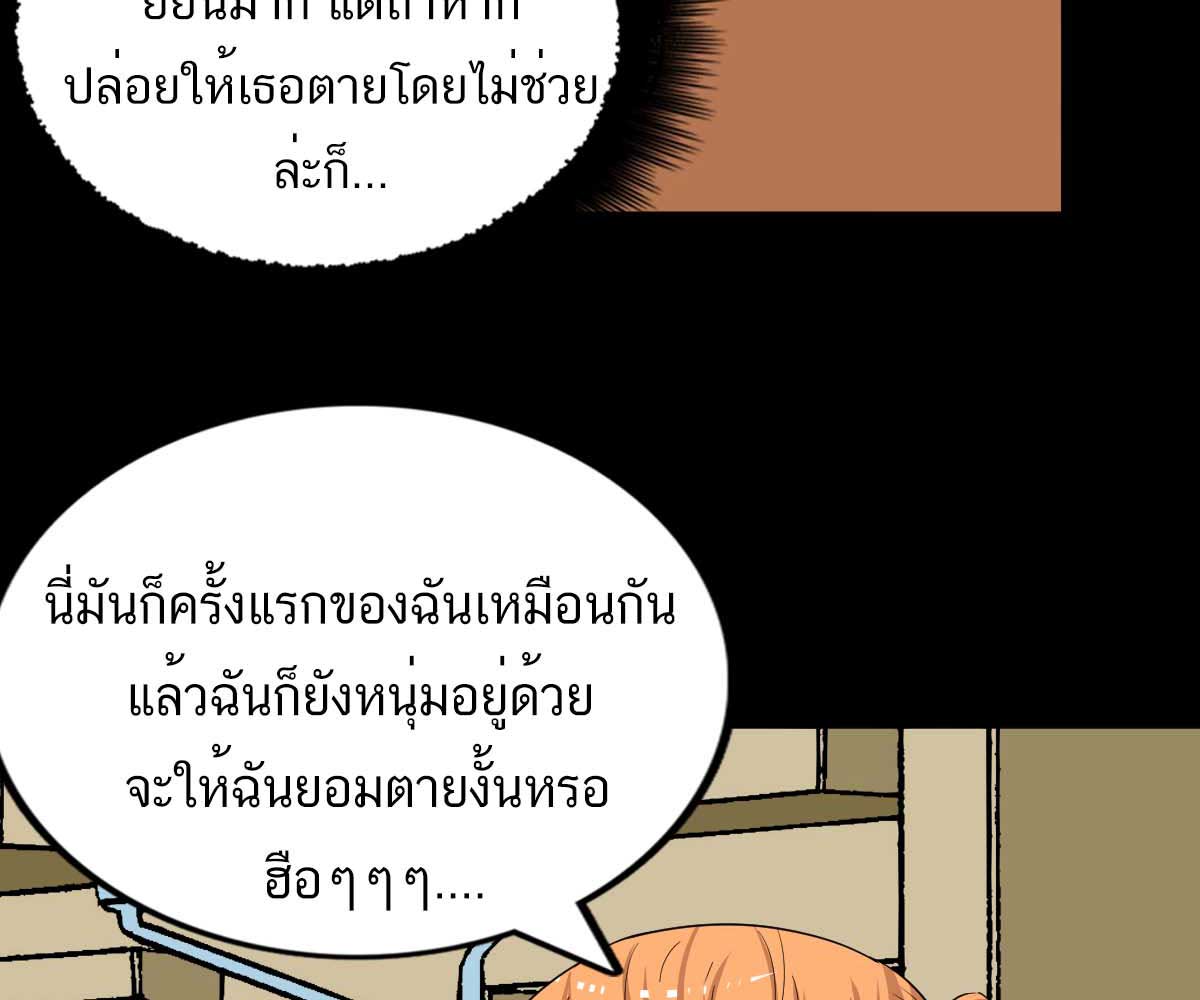 ปล่อยให้เธอตายโดยไม่ช่วย
ล่ะก็...
นี่มันก็ครั้งแรกของฉันเหมือนกัน
แล้วฉันก็ยังหนุ่มอยู่ด้วย
จะให้ฉันยอมตายงั้นหรอ
ฮือๆๆๆ....